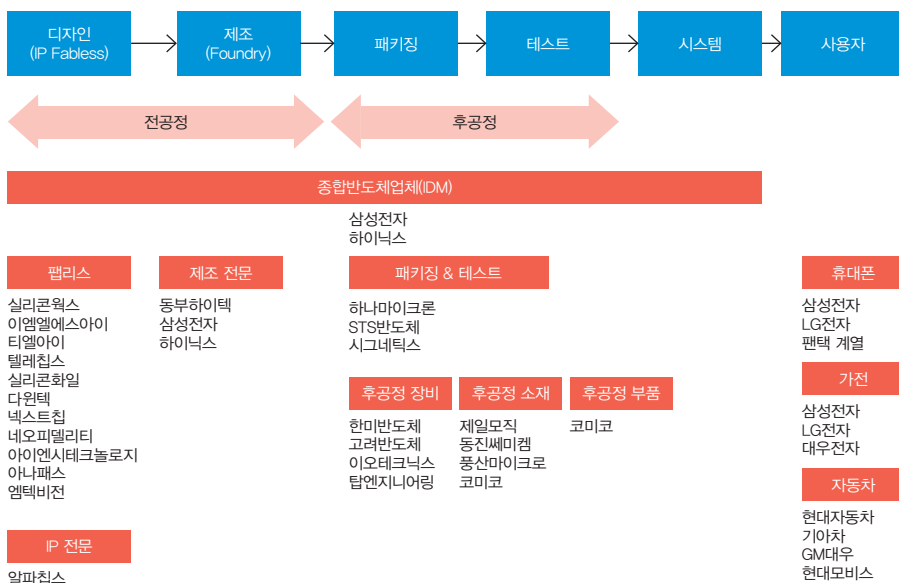 디자인
(IP Fabless)
제조
(Foundry)
패키징
테스트
시스템
사용자
전공정
후공정
종합반도체업체(IDM)
삼성전자
하이닉스
팹리스
실리콘웍스
이엠엘에스아이
티엘아이
텔레칩스
실리콘화일
다윈텍
넥스트칩
네오피델리티
아이엔시테크놀로지
아나패스
엠텍비전
IP 전문
알파칩스
제조 전문
동부하이텍
삼성전자
하이닉스
패키징 & 테스트
하나마이크론
STS반도체
시그네틱스
후공정 장비
한미반도체
고려반도체
이오테크닉스
탑엔지니어링
후공정 소재
제일모직
동진쎄미켐
풍산마이크로
코미코
후공정 부품
코미코
휴대폰
삼성전자
LG전자
팬택 계열
가전
삼성전자
LG전자
대우전자
자동차
현대자동차
기아차
GM대우
현대모비스